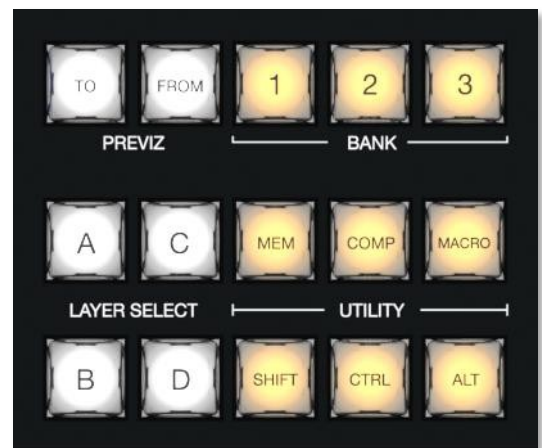 TO FROM 1 2 3
PREVIZ BANK
A C MEM COMP MACRO
LAYER SELECT UTILITY
B D SHIFT CTRL ALT